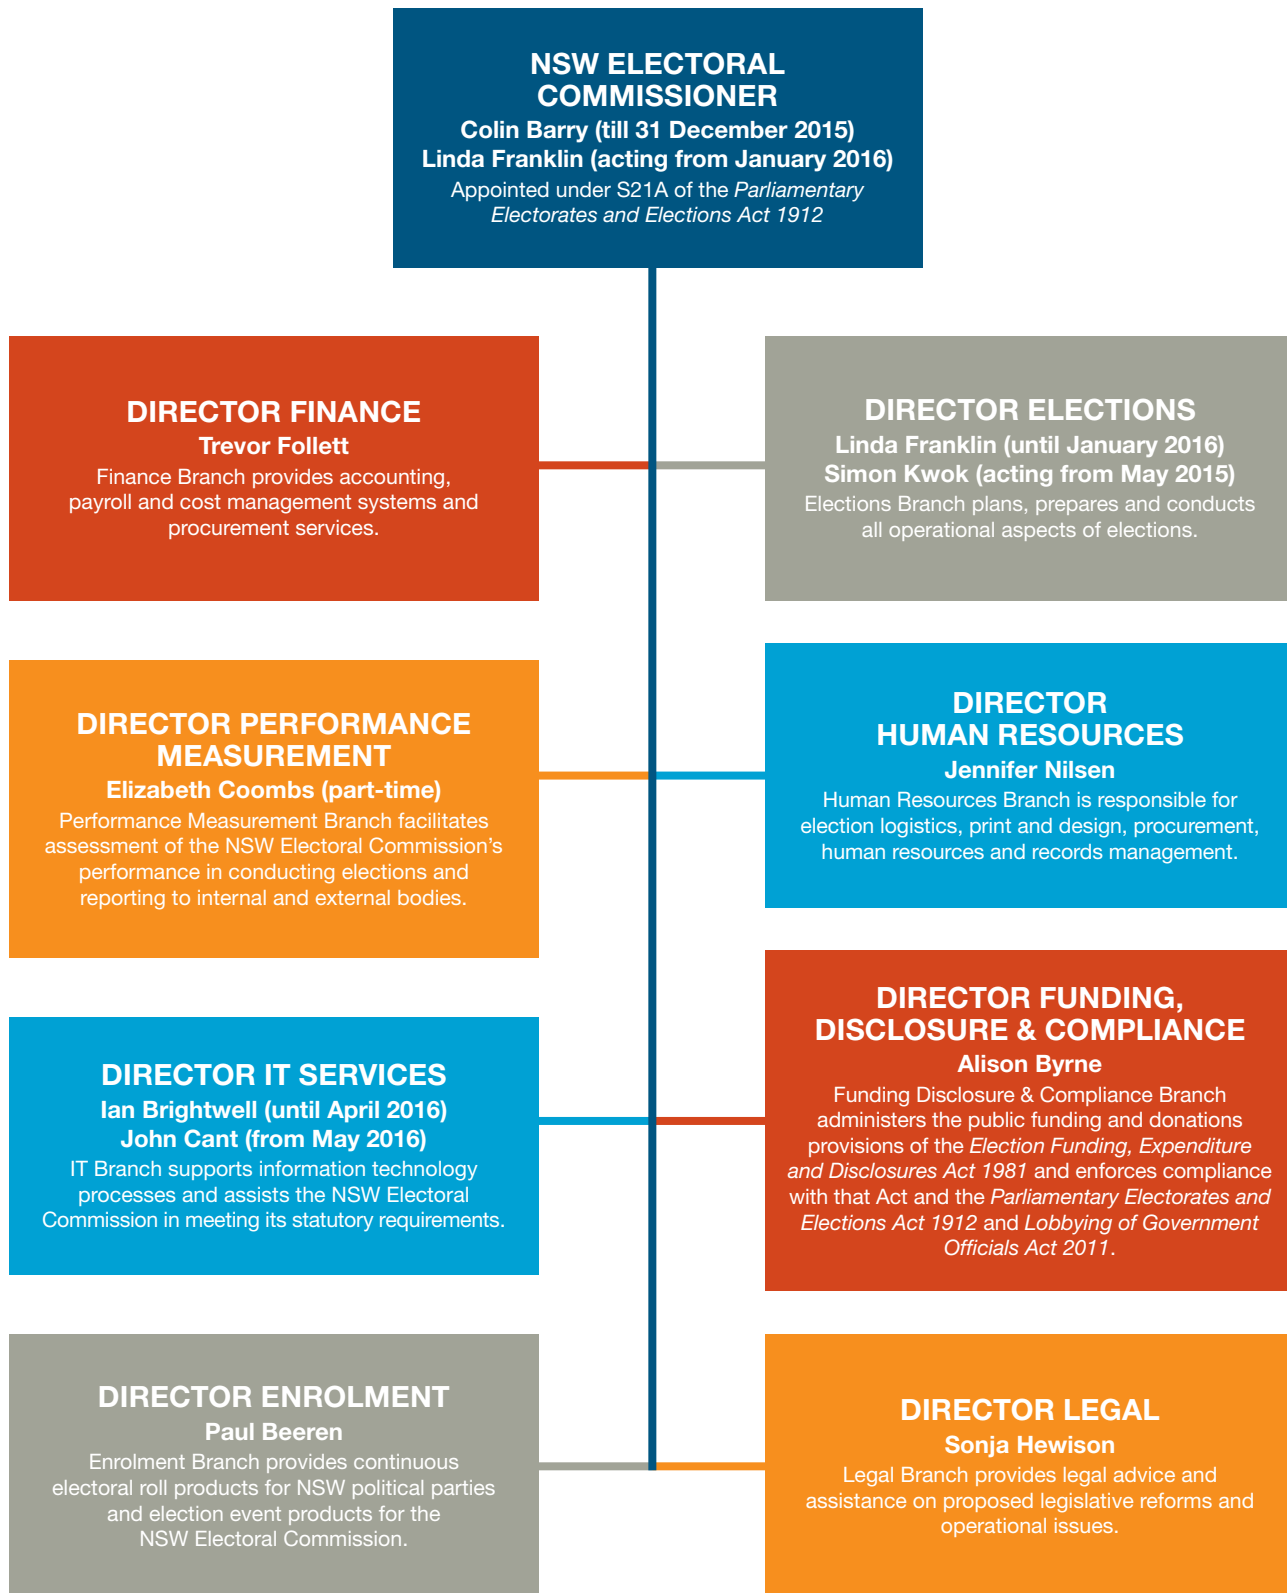 NSW ELECTORAL
COMMISSIONER
Colin Barry (till 31 December 2015)
Linda Franklin (acting from January 2016)
Appointed under S21A of the Parliamentary
Electorates and Elections Act 1912
DIRECTOR FINANCE
Trevor Follett
Finance Branch provides accounting,
payroll and cost management systems and
procurement services.
DIRECTOR ELECTIONS
Linda Franklin (until January 2016)
Simon Kwok (acting from May 2015)
Elections Branch plans, prepares and conducts
all operational aspects of elections.
DIRECTOR PERFORMANCE
MEASUREMENT
Elizabeth Coombs (part-time)
Performance Measurement Branch facilitates
assessment of the NSW Electoral Commission’s
performance in conducting elections and
reporting to internal and external bodies.
DIRECTOR
HUMAN RESOURCES
Jennifer Nilsen
Human Resources Branch is responsible for
election logistics, print and design, procurement,
human resources and records management.
DIRECTOR IT SERVICES
Ian Brightwell (until April 2016)
John Cant (from May 2016)
IT Branch supports information technology
processes and assists the NSW Electoral
Commission in meeting its statutory requirements.
DIRECTOR FUNDING,
DISCLOSURE & COMPLIANCE
Alison Byrne
Funding Disclosure & Compliance Branch
administers the public funding and donations
provisions of the Election Funding, Expenditure
and Disclosures Act 1981 and enforces compliance
with that Act and the Parliamentary Electorates and
Elections Act 1912 and Lobbying of Government
Officials Act 2011.
DIRECTOR ENROLMENT
Paul Beeren
Enrolment Branch provides continuous
electoral roll products for NSW political parties
and election event products for the
NSW Electoral Commission.
DIRECTOR LEGAL
Sonja Hewison
Legal Branch provides legal advice and
assistance on proposed legislative reforms and
operational issues.